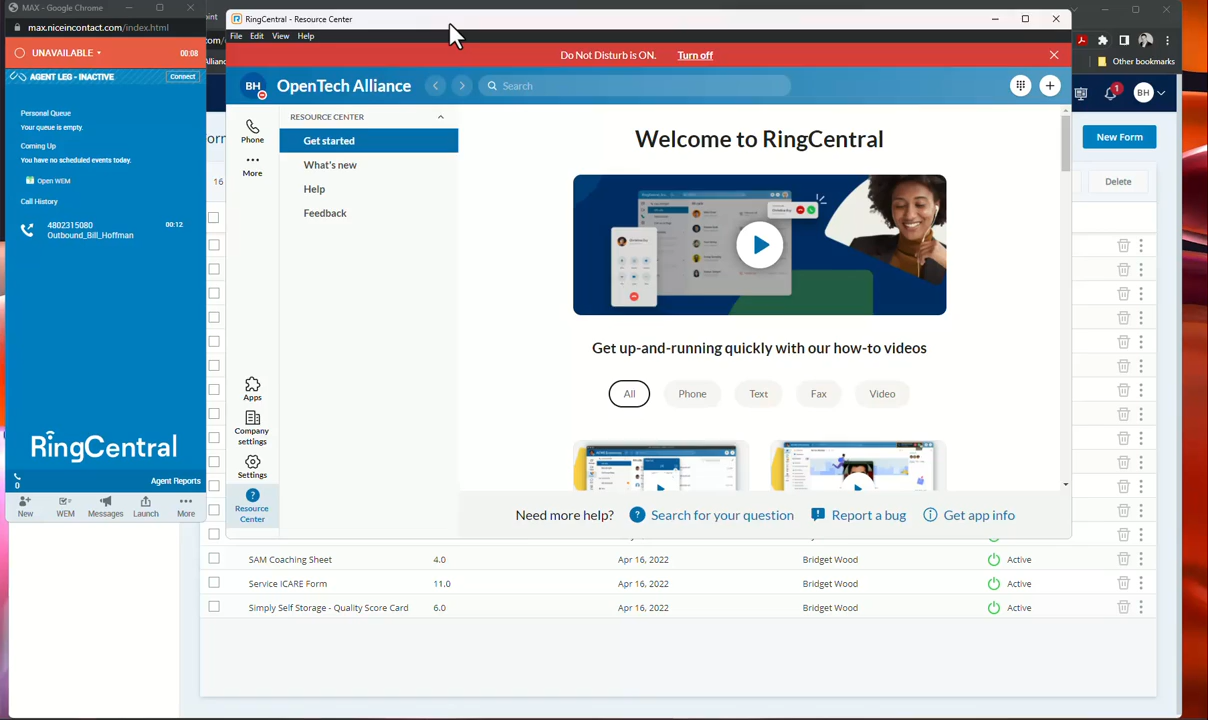 MAX - Google Chrome
max.niceincontact.com/index.html
UNAVAILABLE
00:08
AGENT LEG - INACTIVE
Connect
Personal Queue
Your queue is empty.
Coming Up
You have no scheduled events today.
Open WEM
Call History
4802315080
00:12
Outbound_Bill_Hoffman
RingCentral
0
Agent Reports
New
WEM
Messages
Launch
More
RingCentral - Resource Center
File Edit View Help
Do Not Disturb is ON. Turn off
BH
OpenTech Alliance
Search
Phone
More
Apps
Company settings
Settings
Resource Center
RESOURCE CENTER
Get started
What's new
Help
Feedback
Welcome to RingCentral
Get up-and-running quickly with our how-to videos
All
Phone
Text
Fax
Video
Need more help?
Search for your question
Report a bug
Get app info
Other bookmarks
1
BH
New Form
16
Delete
SAM Coaching Sheet 4.0 Apr 16, 2022 Bridget Wood Active
Service ICARE Form 11.0 Apr 16, 2022 Bridget Wood Active
Simply Self Storage - Quality Score Card 6.0 Apr 16, 2022 Bridget Wood Active